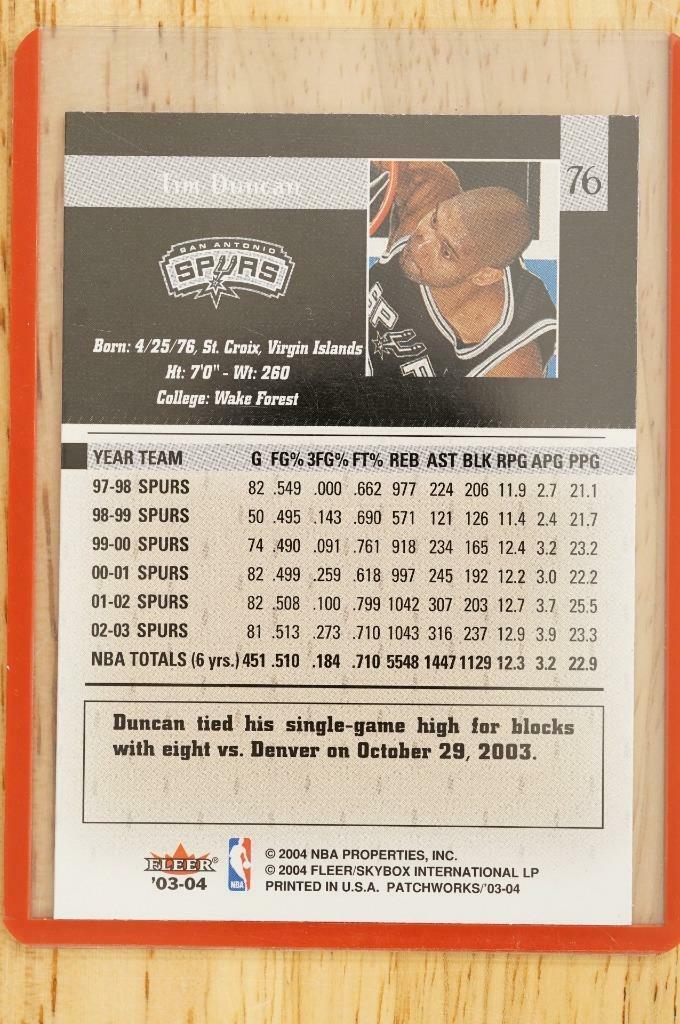 76
Tim Duncan
SAN ANTONIO
SPURS
Born: 4/25/76, St. Croix, Virgin Islands
Ht: 7'0" - Wt: 260
College: Wake Forest
YEAR TEAM G FG% 3FG% FT% REB AST BLK RPG APG PPG
97-98 SPURS 82 .549 .000 .662 977 224 206 11.9 2.7 21.1
98-99 SPURS 50 .495 .143 .690 571 121 126 11.4 2.4 21.7
99-00 SPURS 74 .490 .091 .761 918 234 165 12.4 3.2 23.2
00-01 SPURS 82 .499 .259 .618 997 245 192 12.2 3.0 22.2
01-02 SPURS 82 .508 .100 .799 1042 307 203 12.7 3.7 25.5
02-03 SPURS 81 .513 .273 .710 1043 316 237 12.9 3.9 23.3
NBA TOTALS (6 yrs.) 451 .510 .184 .710 5548 1447 1129 12.3 3.2 22.9
Duncan tied his single-game high for blocks
with eight vs. Denver on October 29, 2003.
FLEER®
'03-04
NBA
© 2004 NBA PROPERTIES, INC.
© 2004 FLEER/SKYBOX INTERNATIONAL LP
PRINTED IN U.S.A. PATCHWORKS/'03-04